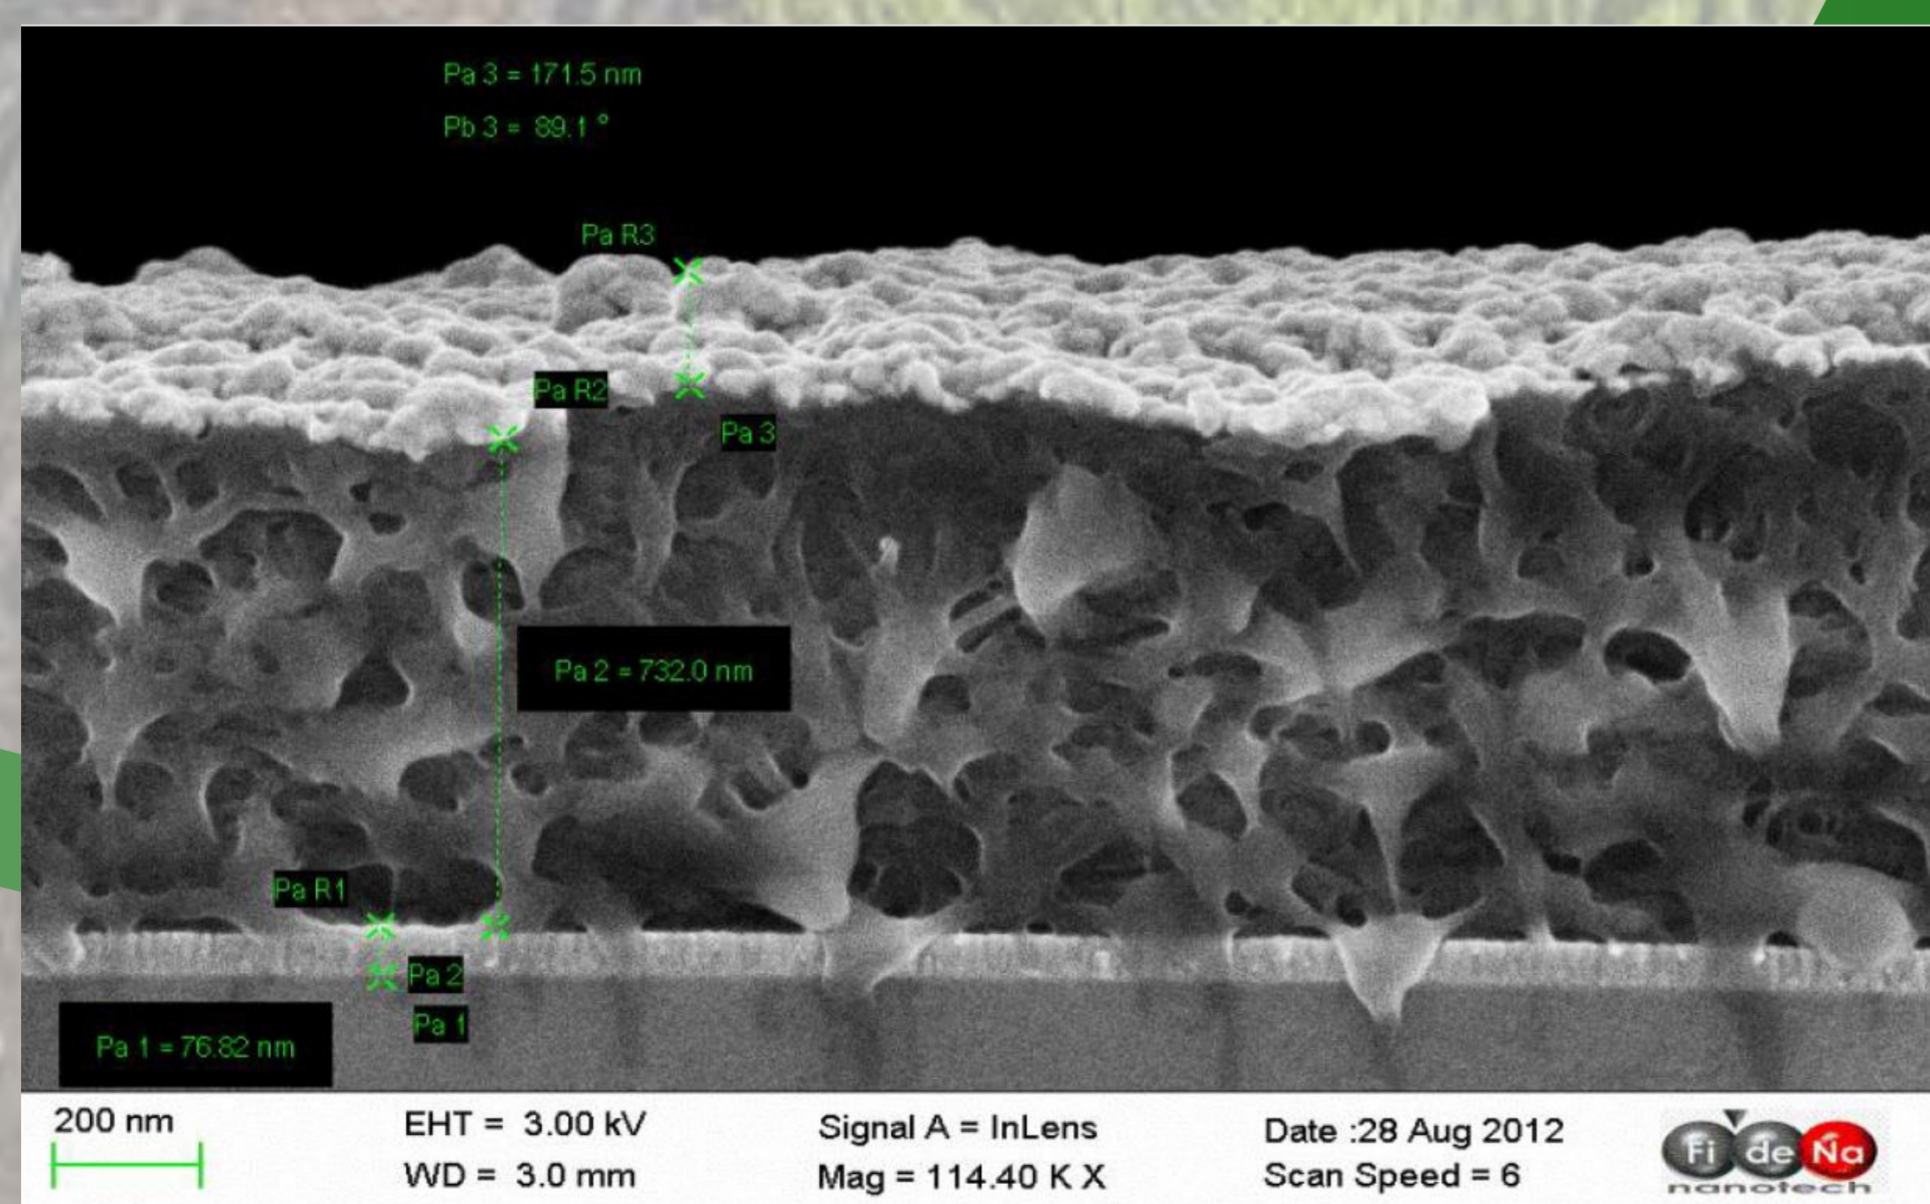 Pa 3 = 171.5 nm
Pb 3 = 89.1 °
Pa R3
Pa R2
Pa 3
Pa 2 = 732.0 nm
Pa R1
Pa 2
Pa 1
Pa 1 = 76.82 nm
200 nm
EHT = 3.00 kV
WD = 3.0 mm
Signal A = InLens
Mag = 114.40 K X
Date :28 Aug 2012
Scan Speed = 6
Fi de Na
nanotech